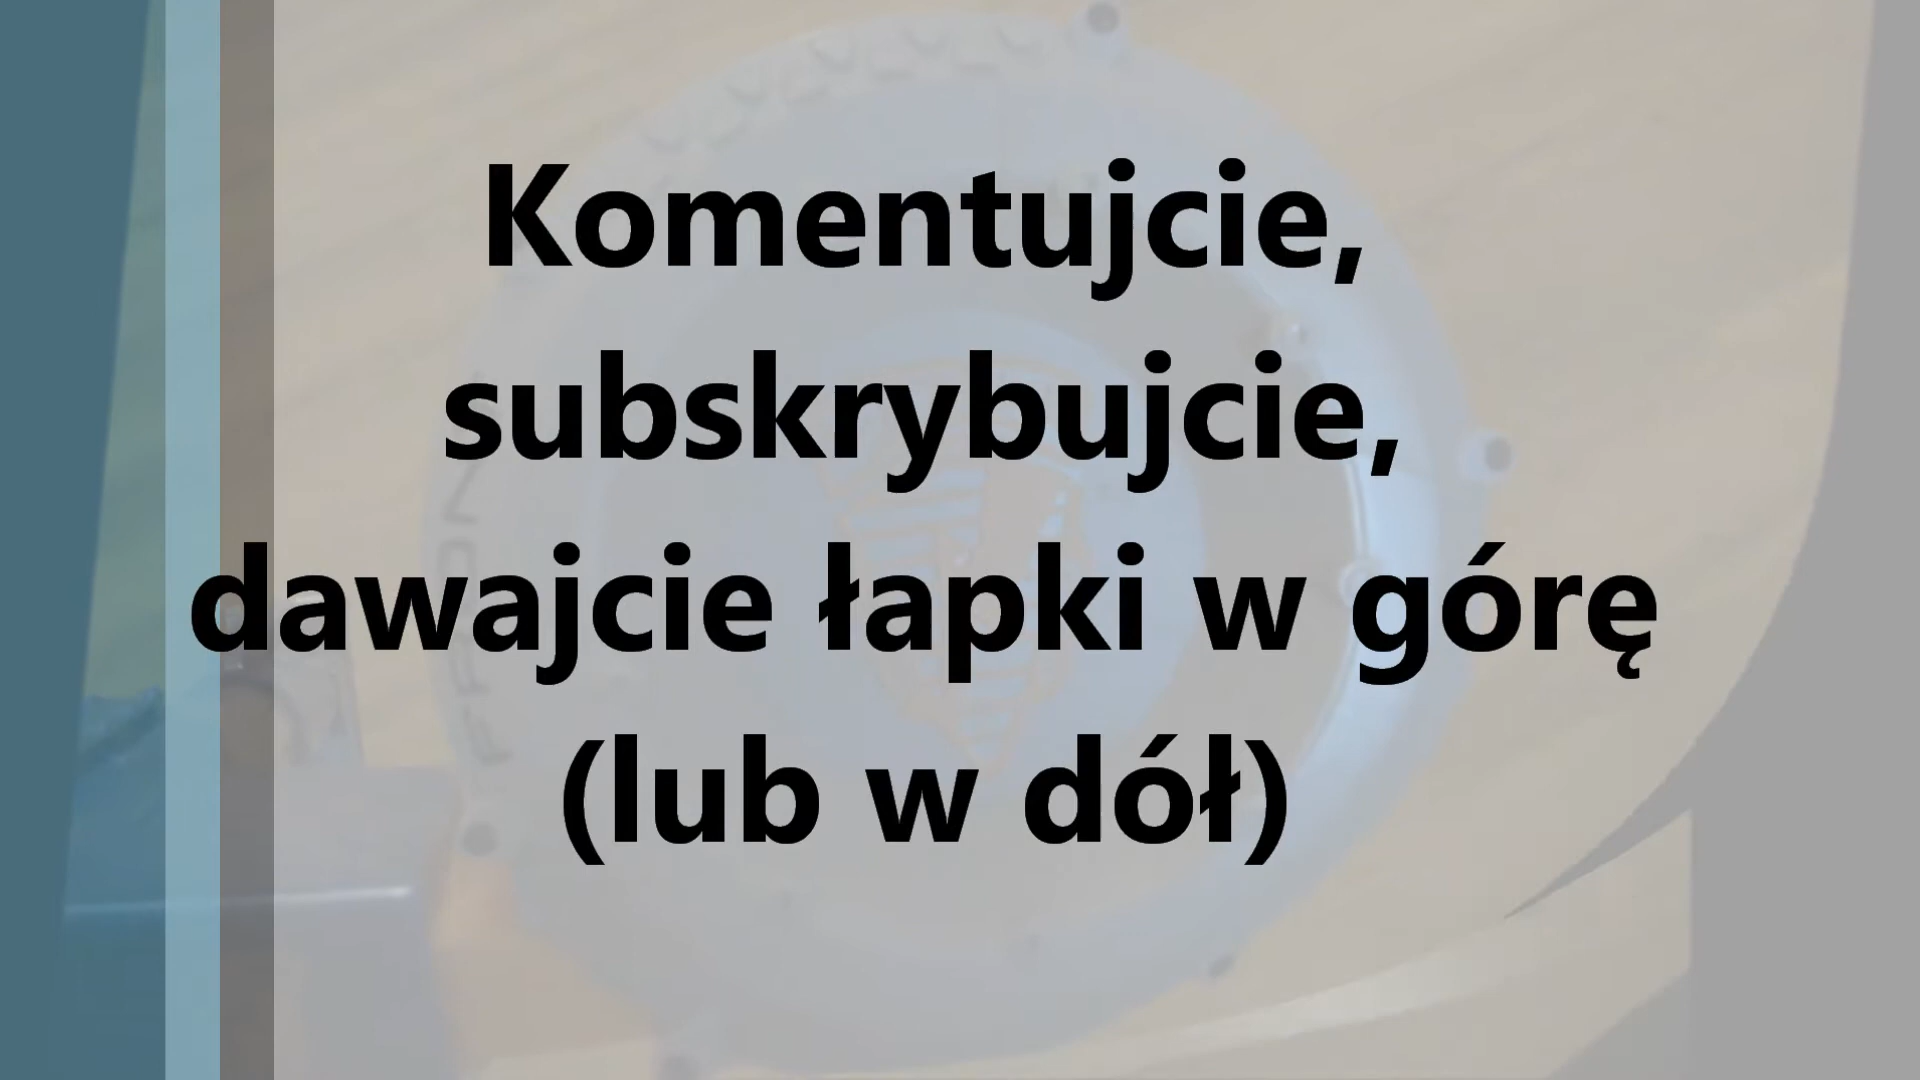 Komentujcie,
subskrybujcie,
dawajcie łapki w górę
(lub w dół)